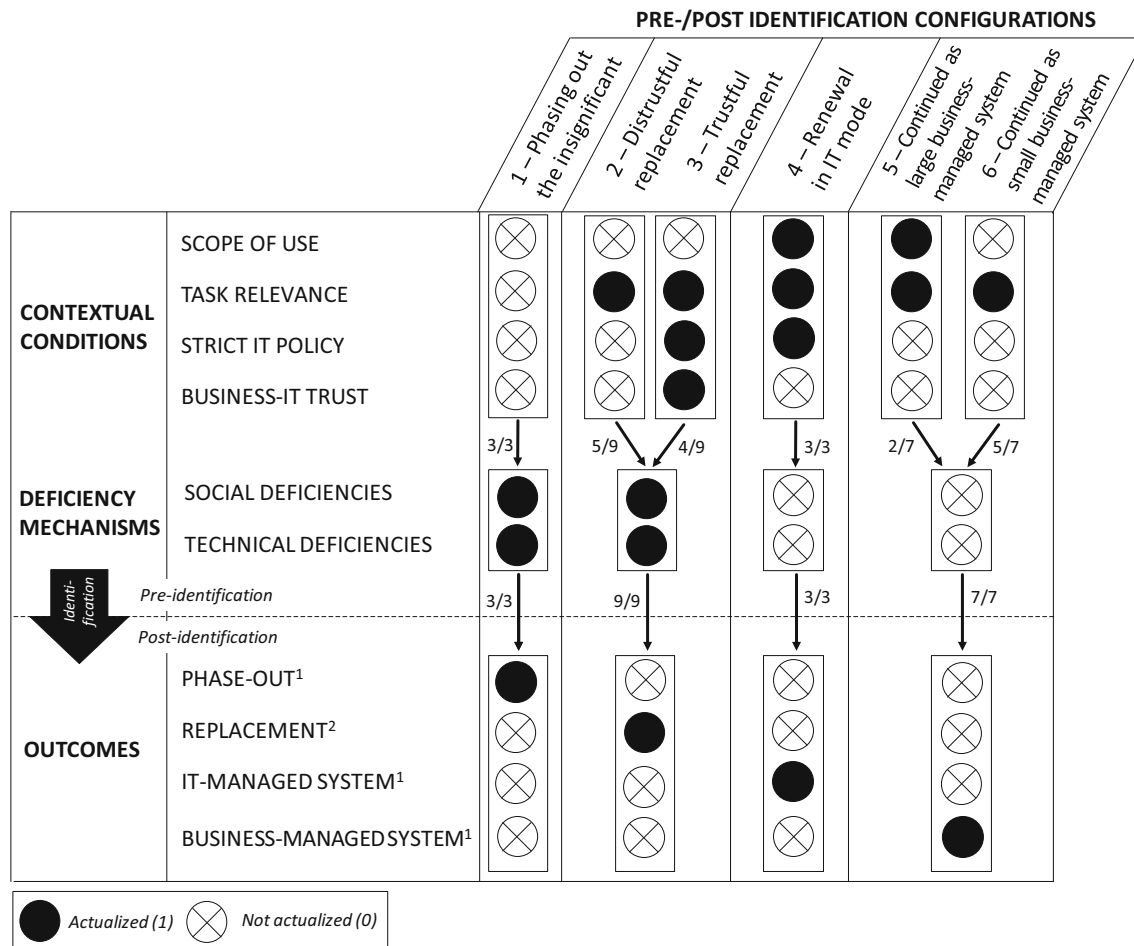 PRE-/POST IDENTIFICATION CONFIGURATIONS
1 – Phasing out
the insignificant
2 – Distrustful
replacement
3 – Trustful
replacement
4 – Renewal
in IT mode
5 – Continued as
large business-
managed system
6 – Continued as
small business-
managed system
CONTEXTUAL
CONDITIONS
SCOPE OF USE
TASK RELEVANCE
STRICT IT POLICY
BUSINESS-IT TRUST
3/3
5/9
4/9
3/3
2/7
5/7
DEFICIENCY
MECHANISMS
SOCIAL DEFICIENCIES
TECHNICAL DEFICIENCIES
Identi-
fication
Pre-identification
3/3
9/9
3/3
7/7
Post-identification
OUTCOMES
PHASE-OUT¹
REPLACEMENT²
IT-MANAGED SYSTEM¹
BUSINESS-MANAGED SYSTEM¹
Actualized (1)
Not actualized (0)